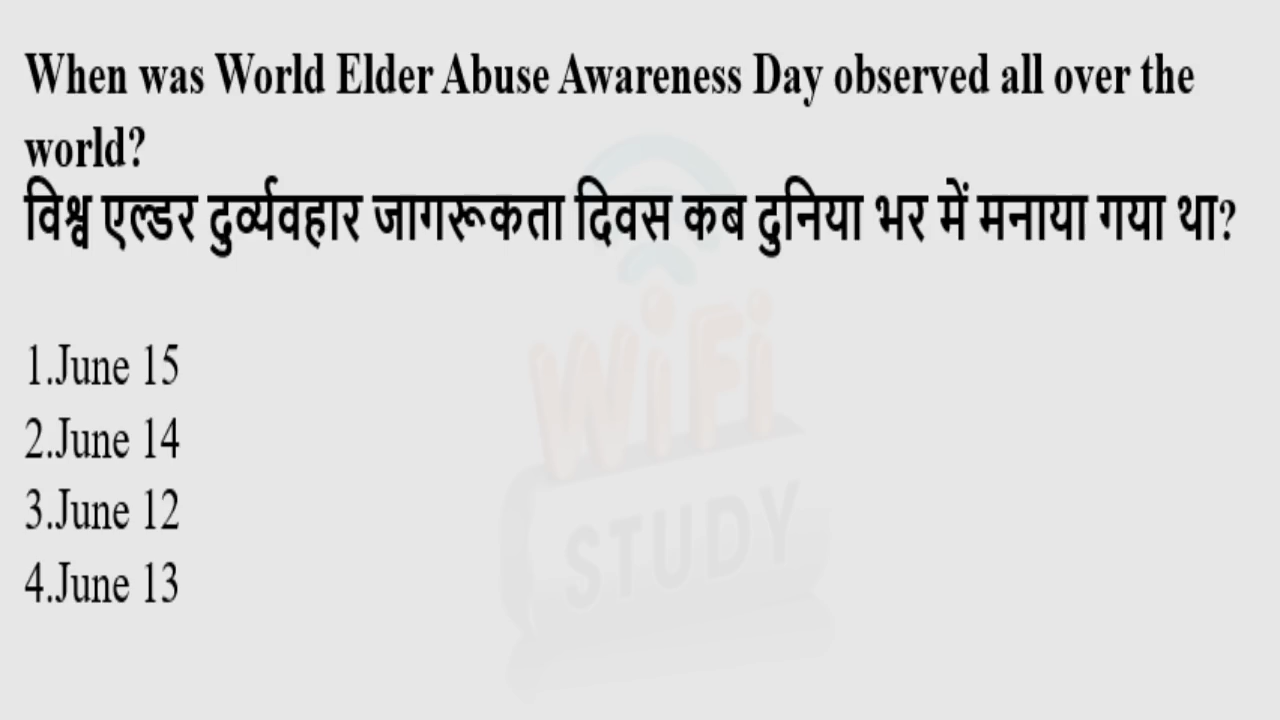 When was World Elder Abuse Awareness Day observed all over the
world?
विश्व एल्डर दुर्व्यवहार जागरूकता दिवस कब दुनिया भर में मनाया गया था?
1.June 15
2.June 14
3.June 12
4.June 13
WiFi
STUDY